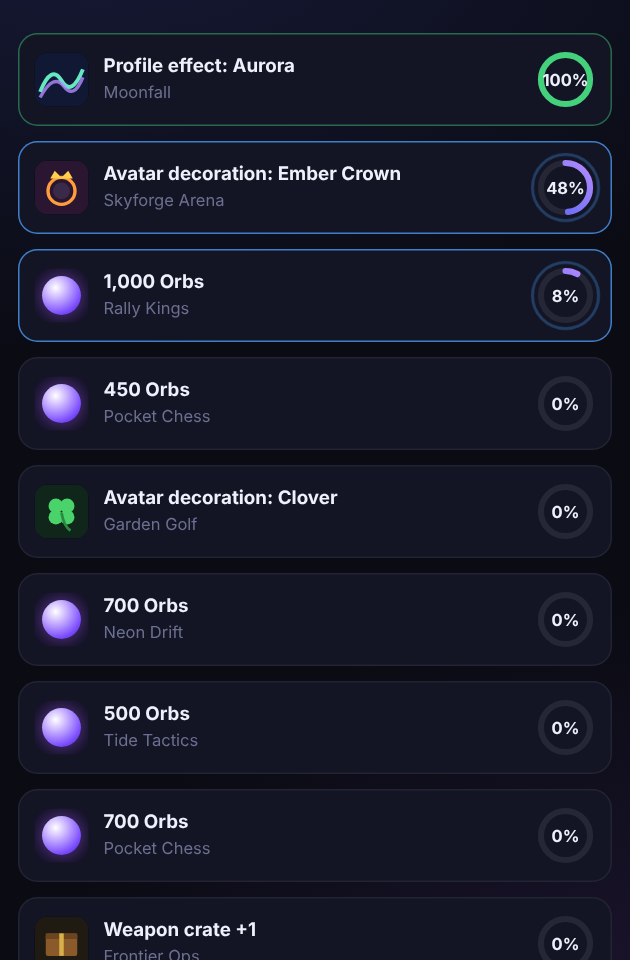 Profile effect: Aurora
Moonfall
100%
Avatar decoration: Ember Crown
Skyforge Arena
48%
1,000 Orbs
Rally Kings
8%
450 Orbs
Pocket Chess
0%
Avatar decoration: Clover
Garden Golf
0%
700 Orbs
Neon Drift
0%
500 Orbs
Tide Tactics
0%
700 Orbs
Pocket Chess
0%
Weapon crate +1
Frontier Ops
0%